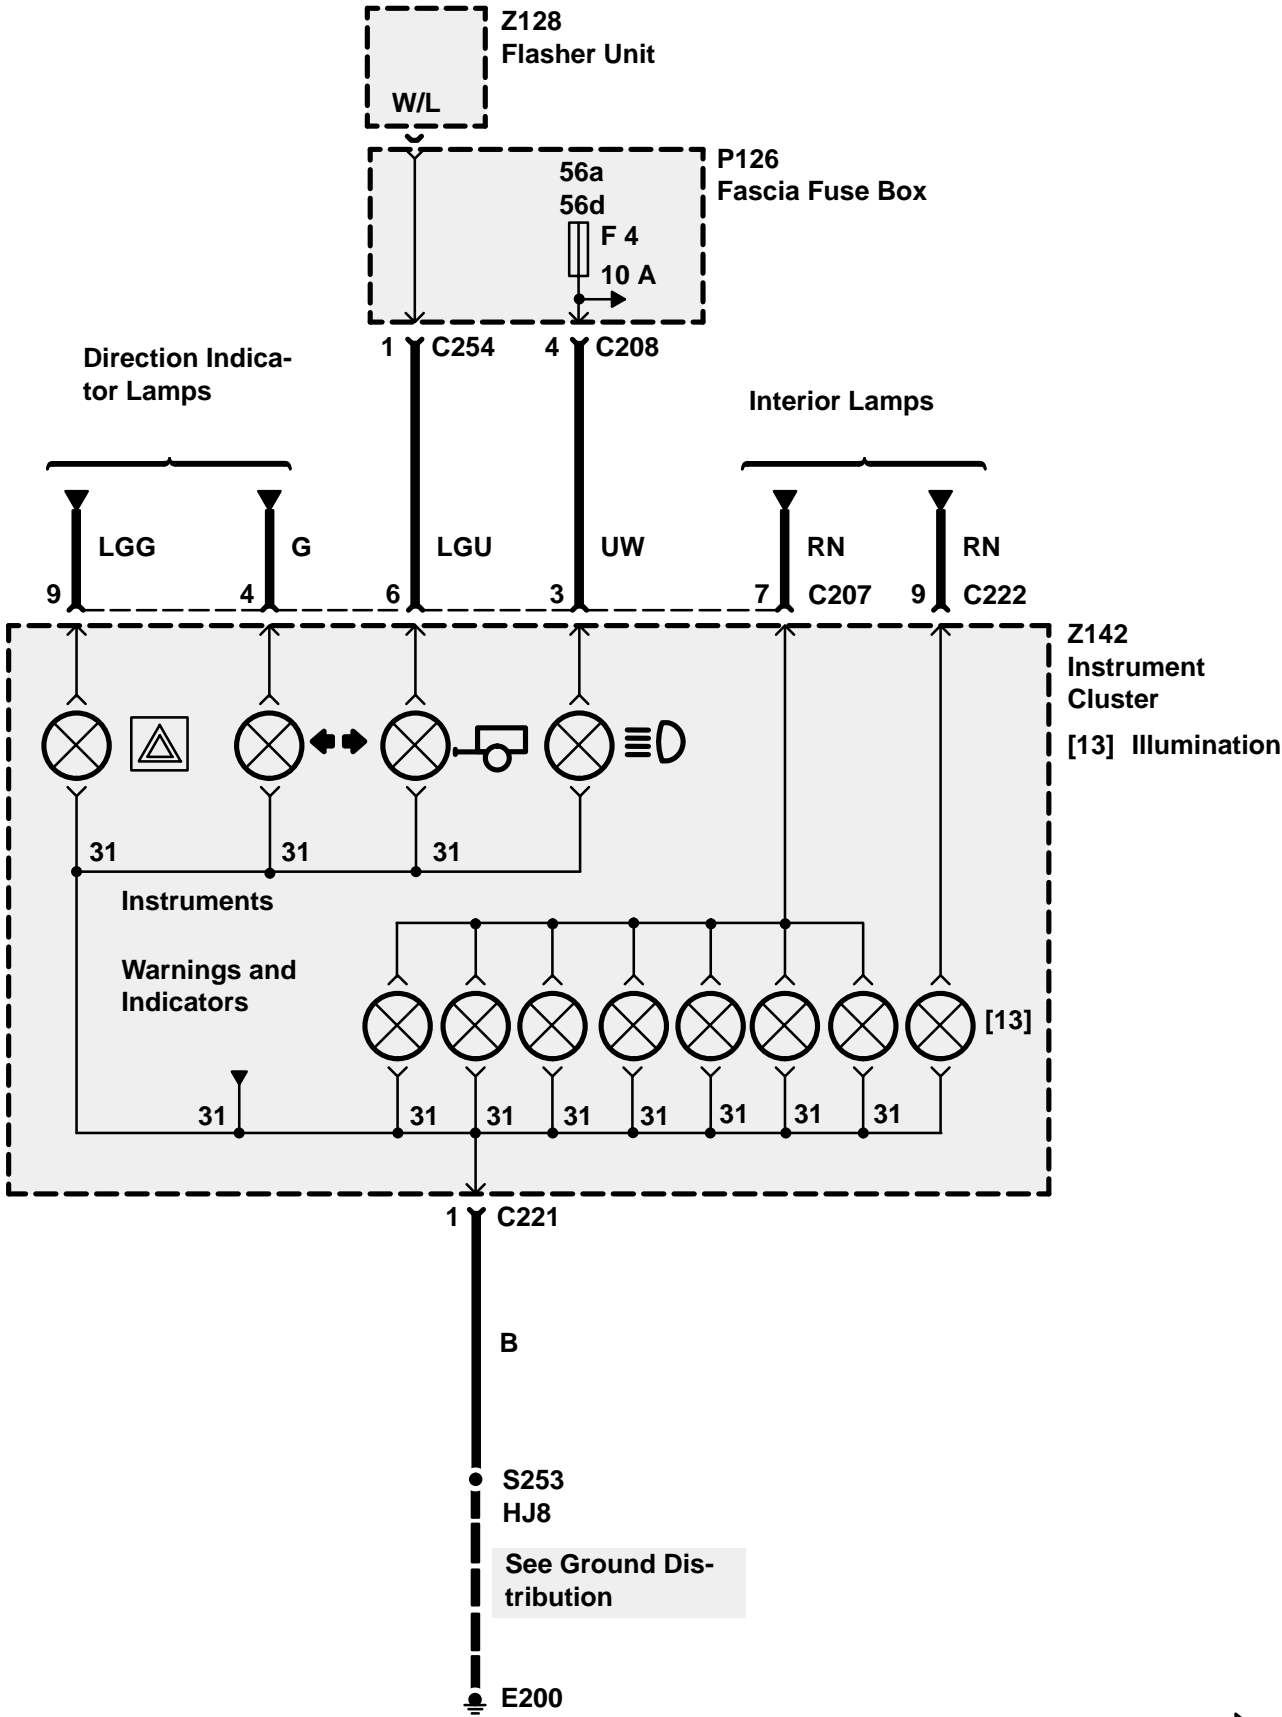 Z128
Flasher Unit
W/L
P126
Fascia Fuse Box
56a
56d
F 4
10 A
1 C254
4 C208
Direction Indica-
tor Lamps
Interior Lamps
LGG
G
LGU
UW
RN
RN
9
4
6
3
7 C207
9 C222
Z142
Instrument
Cluster
[13] Illumination
31
31
31
Instruments
Warnings and
Indicators
[13]
31
31
31
31
31
31
31
31
1 C221
B
S253
HJ8
See Ground Dis-
tribution
E200